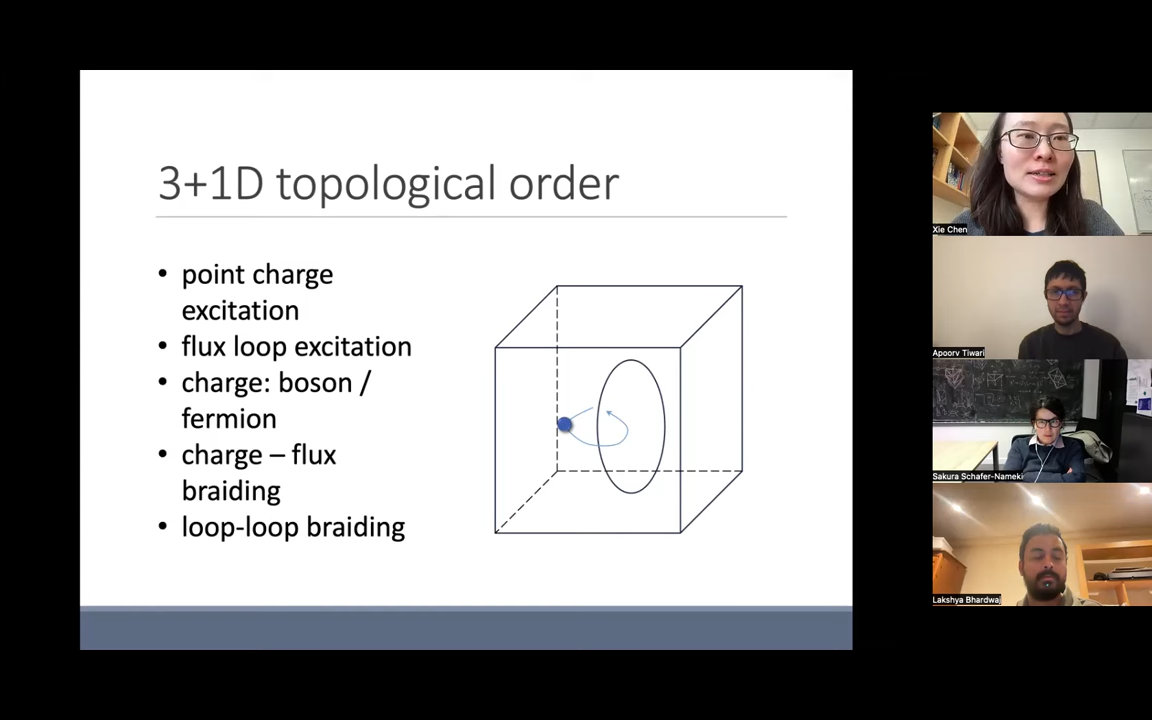 3+1D topological order
• point charge
excitation
• flux loop excitation
• charge: boson /
fermion
• charge – flux
braiding
• loop-loop braiding
Xie Chen
Apoorv Tiwari
Sakura Schafer-Nameki
Lakshya Bhardwaj